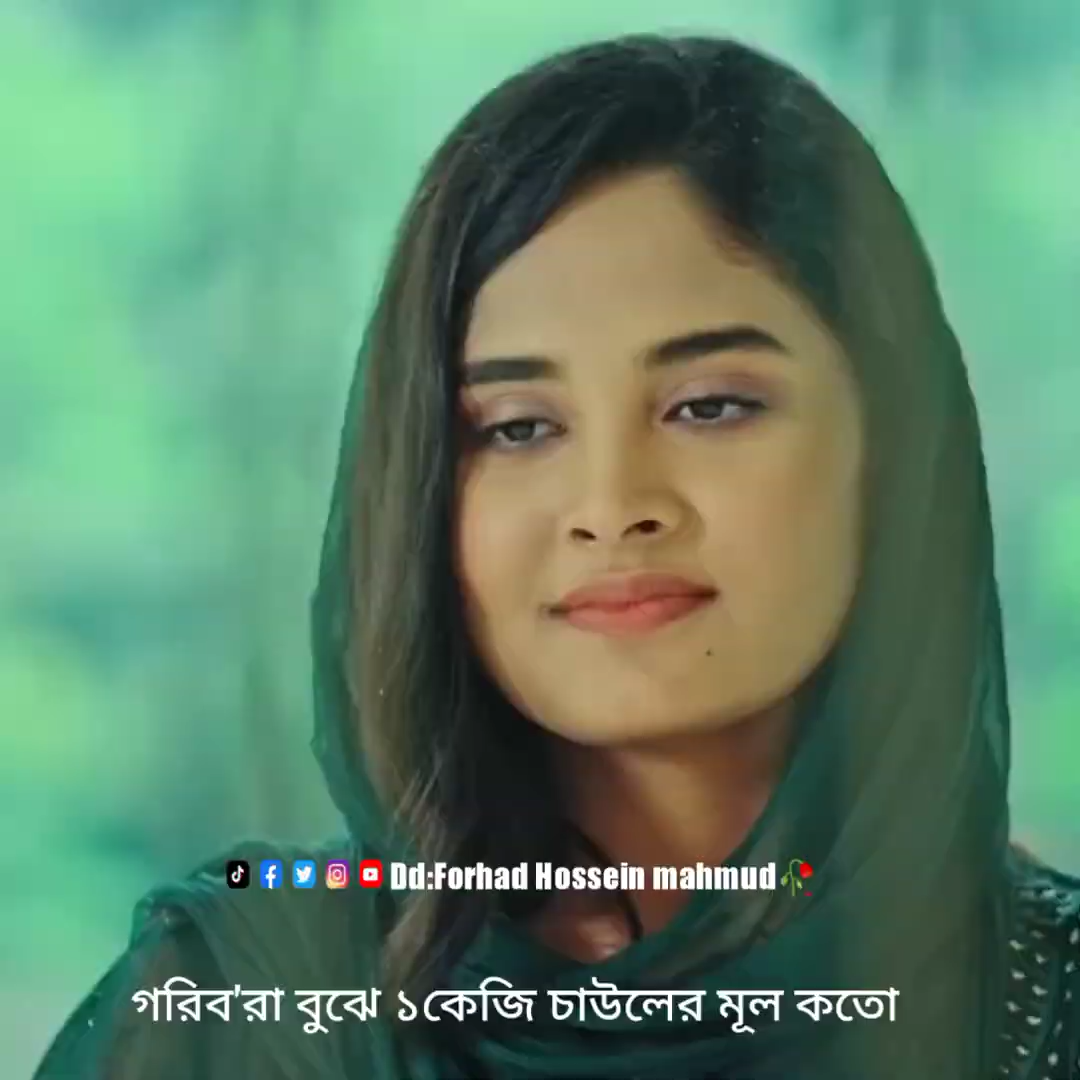 Dd:Forhad Hossein mahmud🥀
গরিব'রা বুঝে ১কেজি চাউলের মূল কতো